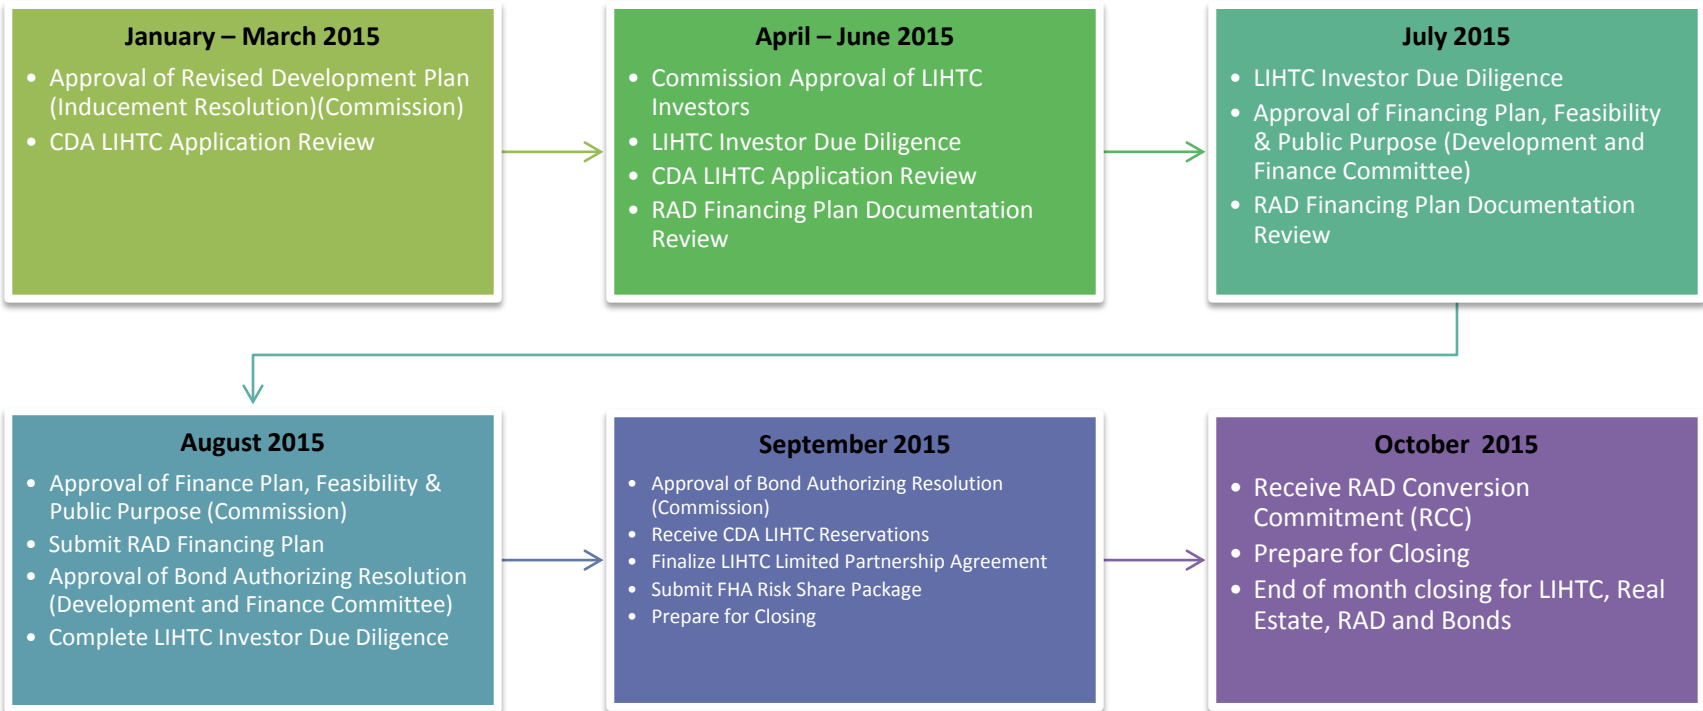 January – March 2015
• Approval of Revised Development Plan
(Inducement Resolution)(Commission)
• CDA LIHTC Application Review
April – June 2015
• Commission Approval of LIHTC
Investors
• LIHTC Investor Due Diligence
• CDA LIHTC Application Review
• RAD Financing Plan Documentation
Review
July 2015
• LIHTC Investor Due Diligence
• Approval of Financing Plan, Feasibility
& Public Purpose (Development and
Finance Committee)
• RAD Financing Plan Documentation
Review
August 2015
• Approval of Finance Plan, Feasibility &
Public Purpose (Commission)
• Submit RAD Financing Plan
• Approval of Bond Authorizing Resolution
(Development and Finance Committee)
• Complete LIHTC Investor Due Diligence
September 2015
• Approval of Bond Authorizing Resolution
(Commission)
• Receive CDA LIHTC Reservations
• Finalize LIHTC Limited Partnership Agreement
• Submit FHA Risk Share Package
• Prepare for Closing
October 2015
• Receive RAD Conversion
Commitment (RCC)
• Prepare for Closing
• End of month closing for LIHTC, Real
Estate, RAD and Bonds